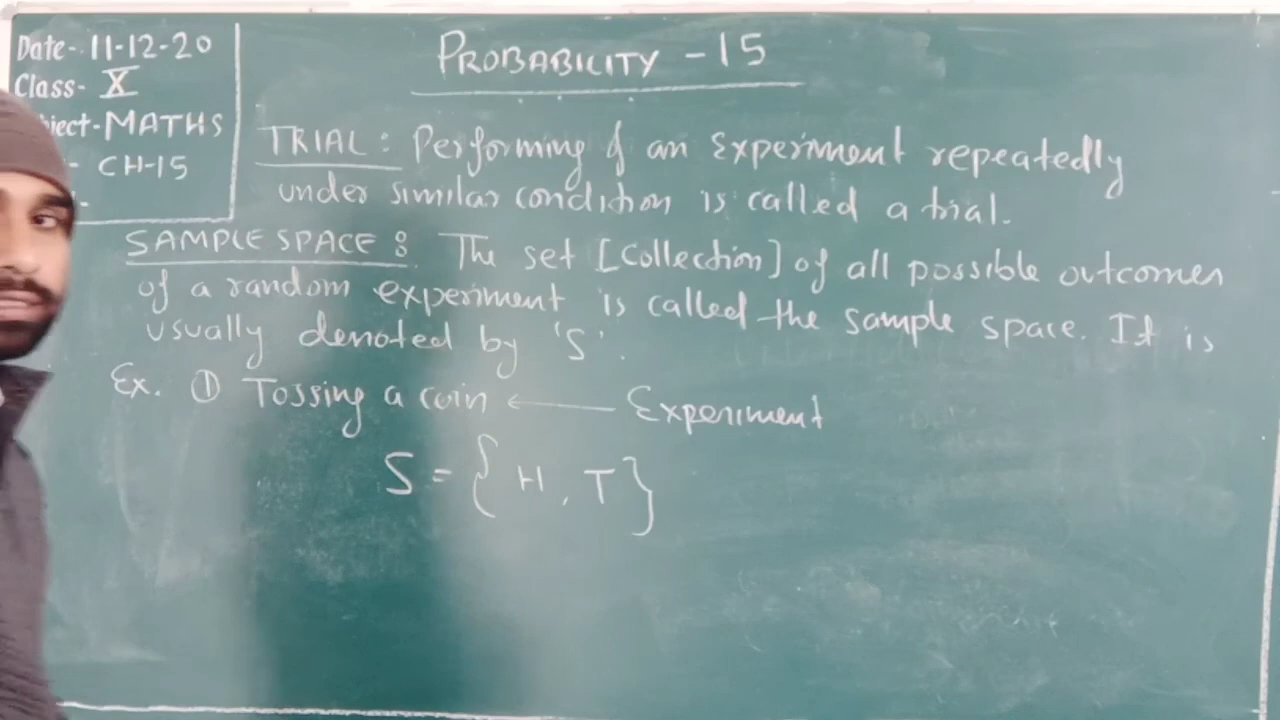 Date- 11-12-20
Class- X
ject- MATHS
- CH-15
PROBABILITY - 15
TRIAL : Performing of an Experiment repeatedly
under similar condition is called a trial.
SAMPLE SPACE : The set [Collection] of all possible outcomes
of a random experiment is called the sample space. It is
usually denoted by 'S'.
Ex. ① Tossing a coin ← Experiment
S = { H, T }